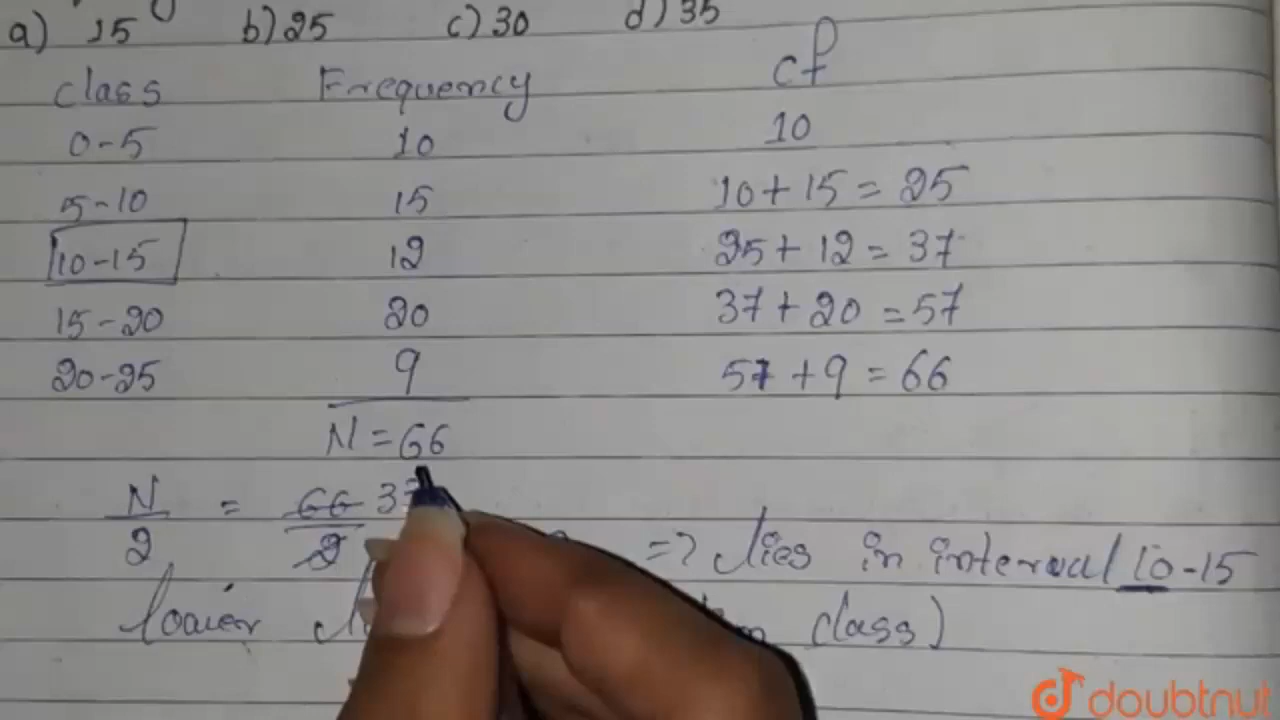 a) 15 b) 25 c) 30 d) 35
class Frequency cf
0-5 10 10
5-10 15 10+15=25
10-15 12 25+12=37
15-20 20 37+20=57
20-25 9 57+9=66
N=66
N/2 = 66/2 => lies in interval 10-15
lower class)
doubtnut